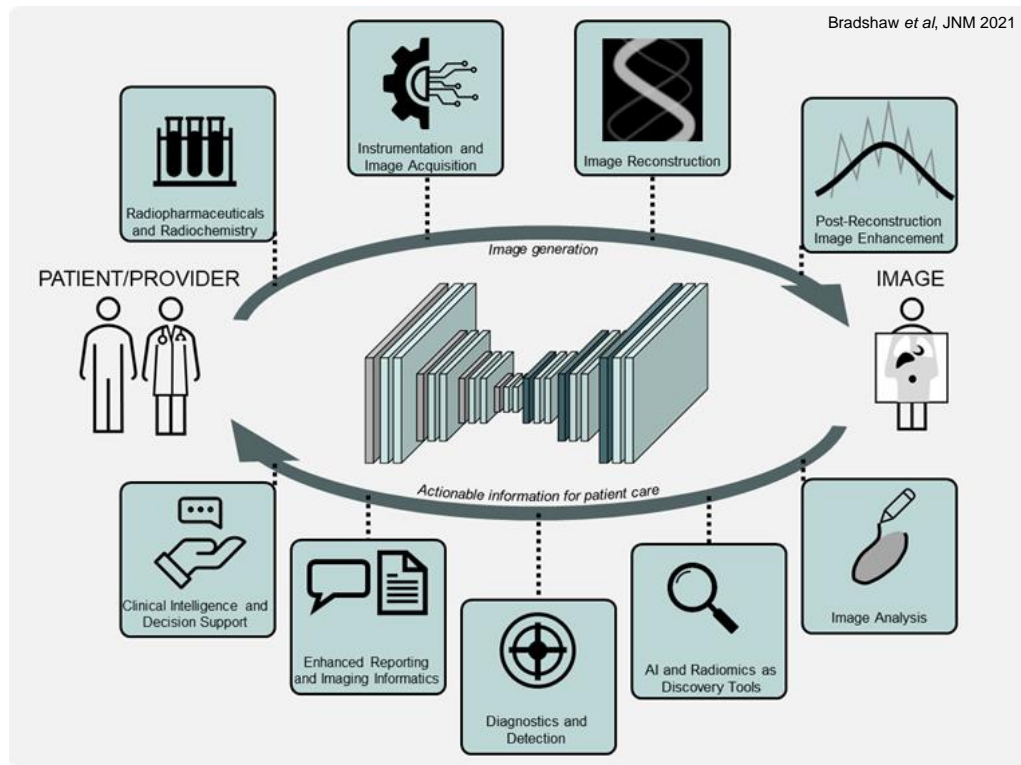 Bradshaw et al, JNM 2021
Instrumentation and
Image Acquisition
Image Reconstruction
Radiopharmaceuticals
and Radiochemistry
Post-Reconstruction
Image Enhancement
Image generation
PATIENT/PROVIDER
IMAGE
Actionable information for patient care
Clinical Intelligence and
Decision Support
Enhanced Reporting
and Imaging Informatics
Diagnostics and
Detection
AI and Radiomics as
Discovery Tools
Image Analysis